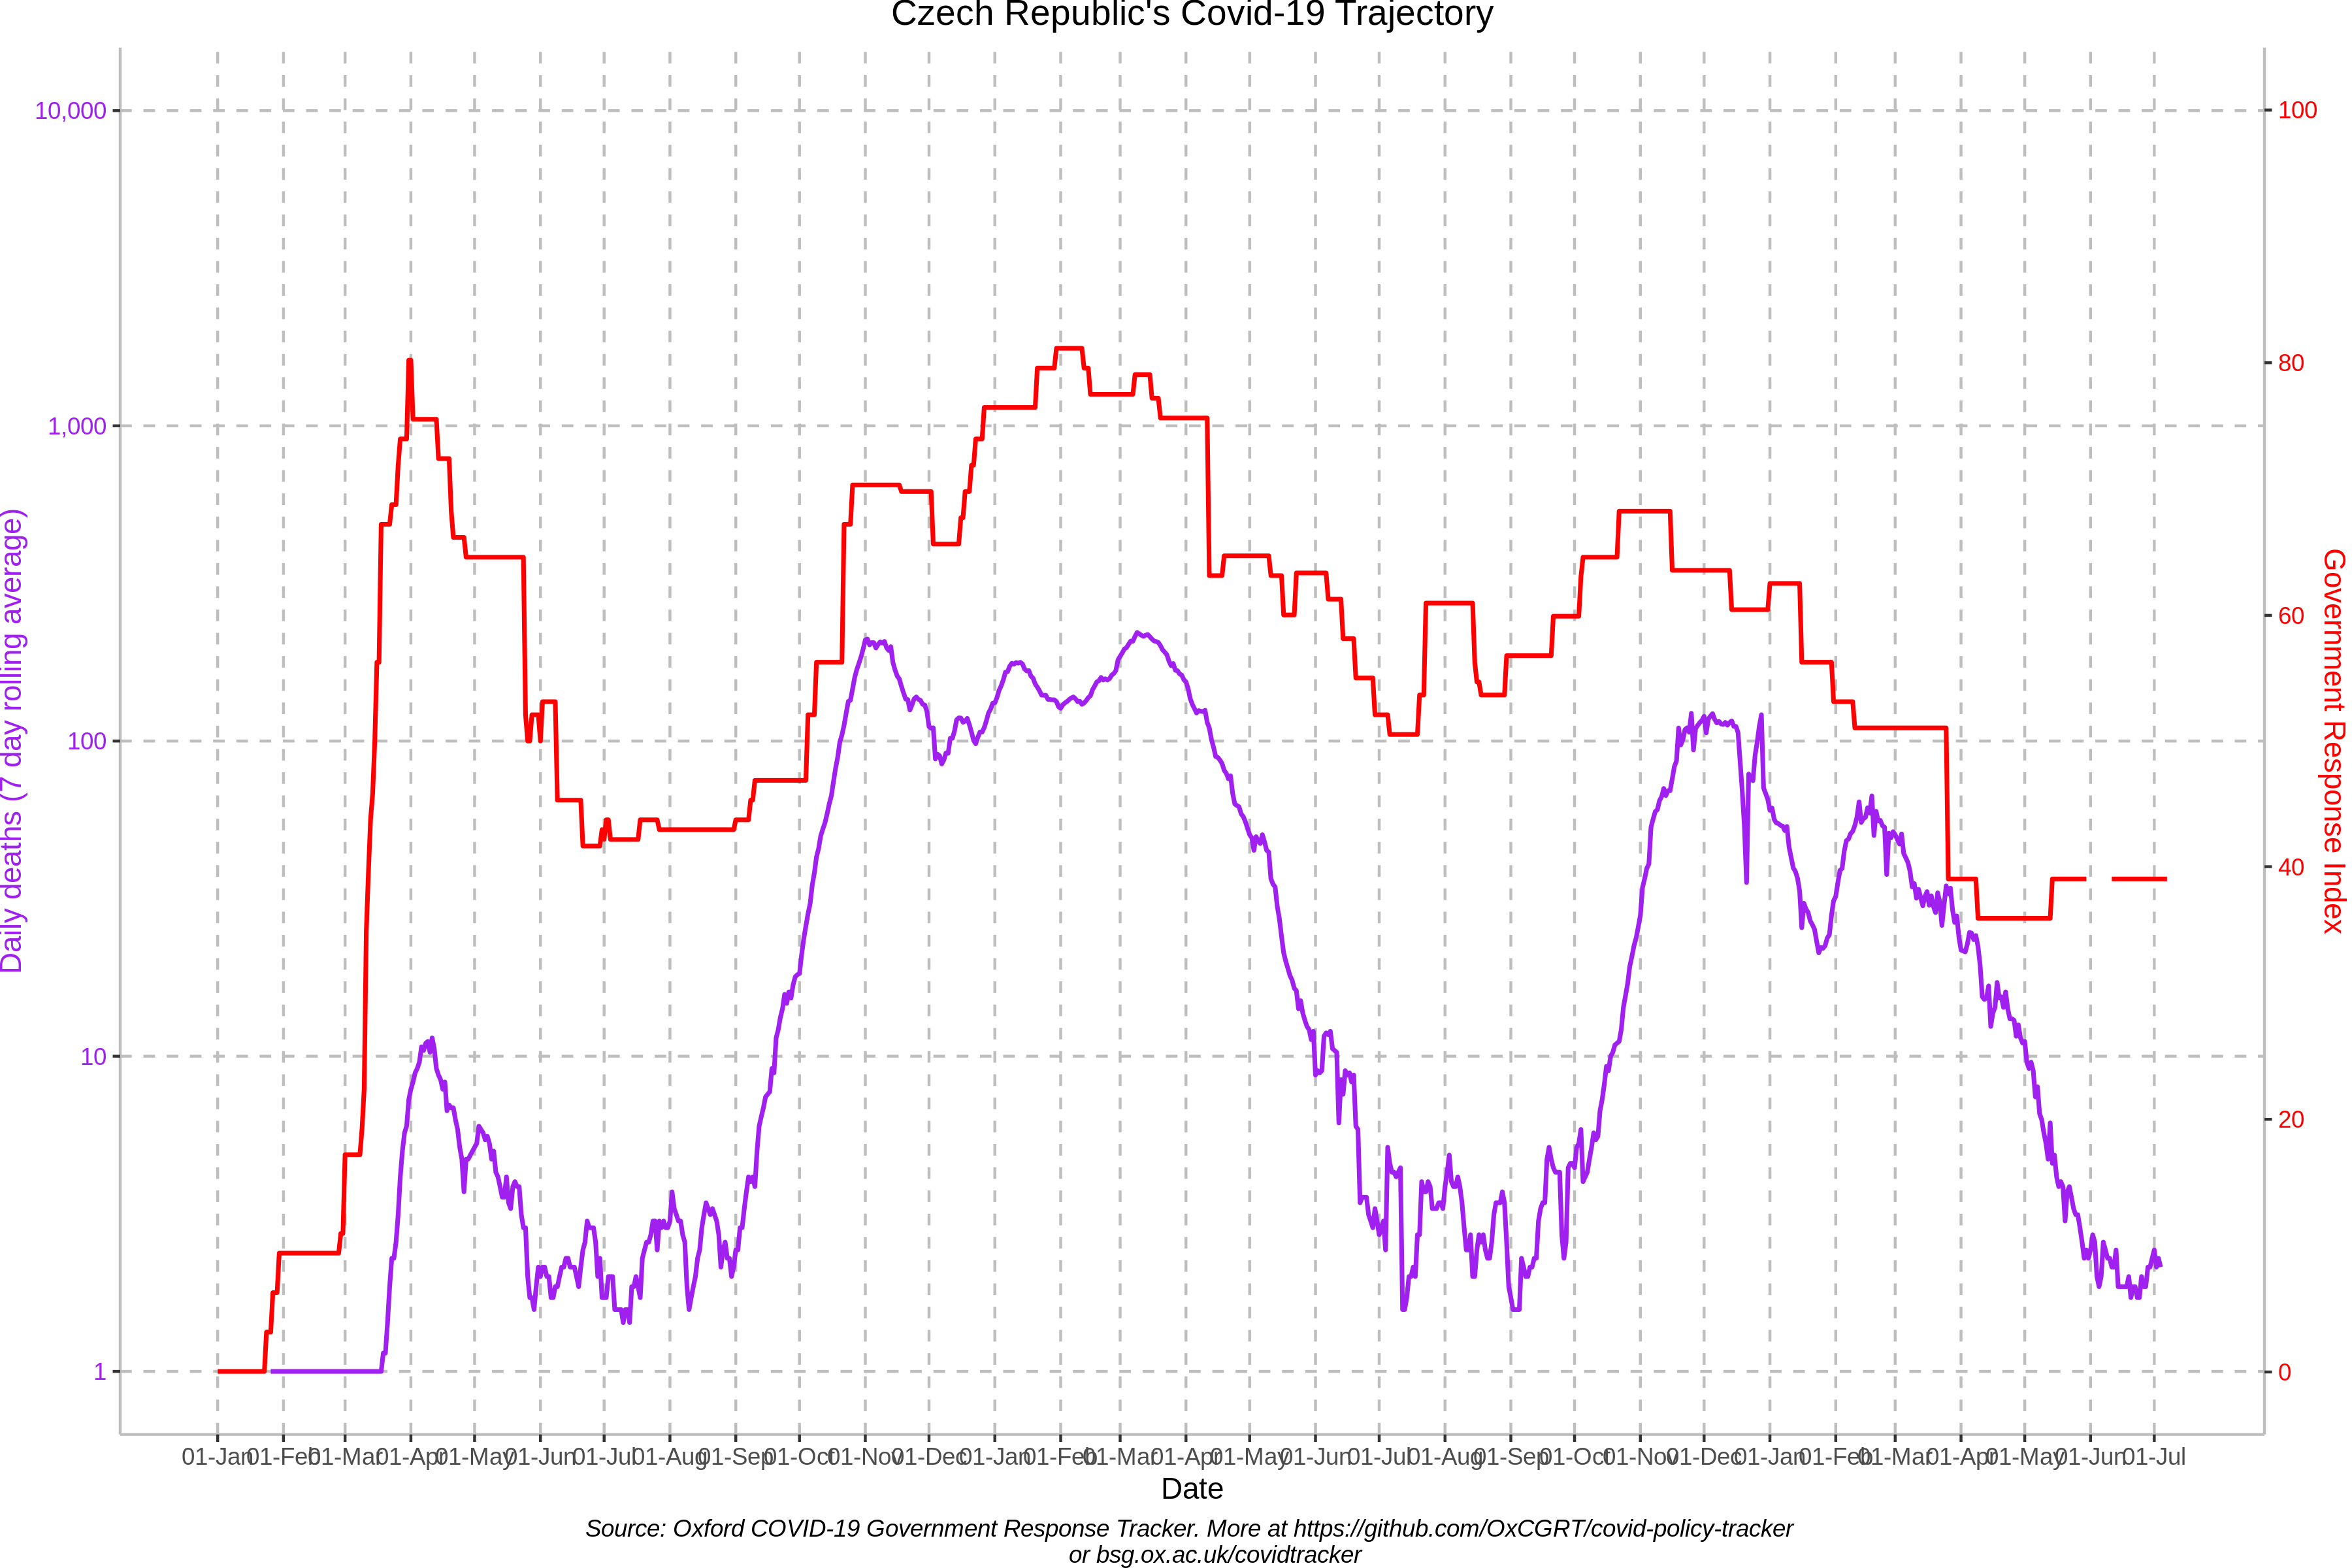 Czech Republic's Covid-19 Trajectory
10,000
1,000
100
10
1
Daily deaths (7 day rolling average)
100
80
60
40
20
0
Government Response Index
01-Jan 01-Feb 01-Mar 01-Apr 01-May 01-Jun 01-Jul 01-Aug 01-Sep 01-Oct 01-Nov 01-Dec 01-Jan 01-Feb 01-Mar 01-Apr 01-May 01-Jun 01-Jul 01-Aug 01-Sep 01-Oct 01-Nov 01-Dec 01-Jan 01-Feb 01-Mar 01-Apr 01-May 01-Jun 01-Jul
Date
Source: Oxford COVID-19 Government Response Tracker. More at https://github.com/OxCGRT/covid-policy-tracker
or bsg.ox.ac.uk/covidtracker